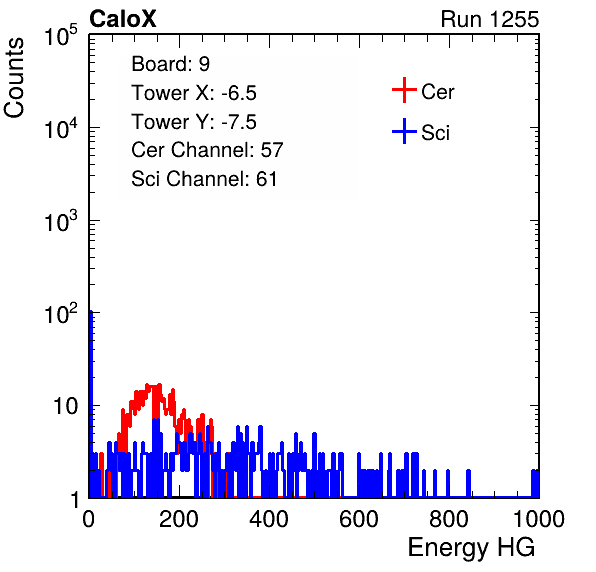 CaloX Run 1255
Counts
10^5
10^4
10^3
10^2
10
1
Board: 9
Tower X: -6.5
Tower Y: -7.5
Cer Channel: 57
Sci Channel: 61
Cer
Sci
0 200 400 600 800 1000
Energy HG